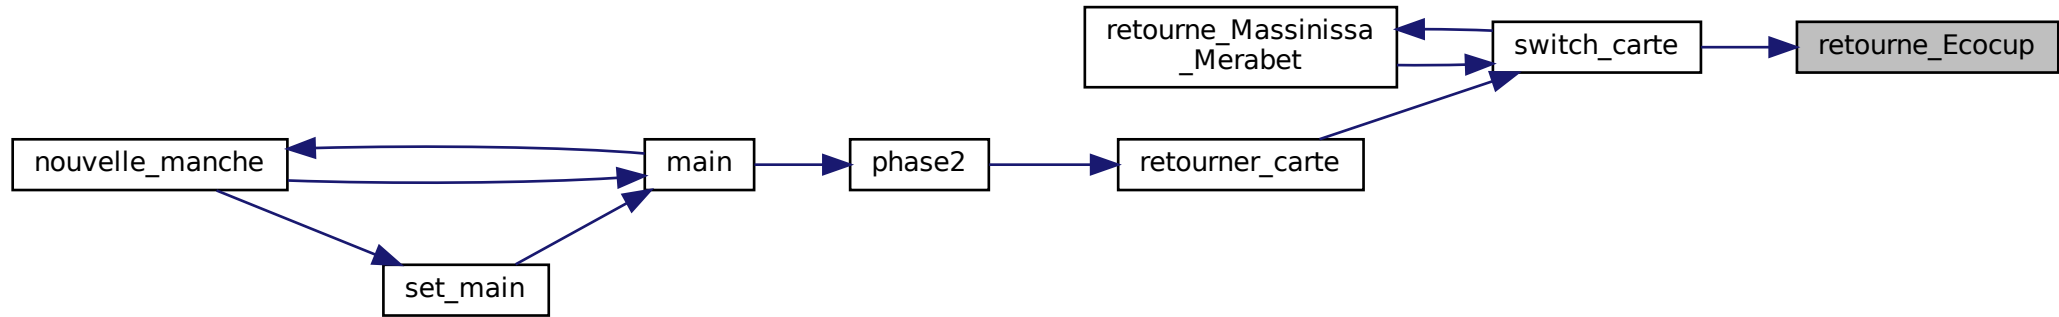 retourne_Massinissa
_Merabet
switch_carte
retourne_Ecocup
nouvelle_manche
main
phase2
retourner_carte
set_main